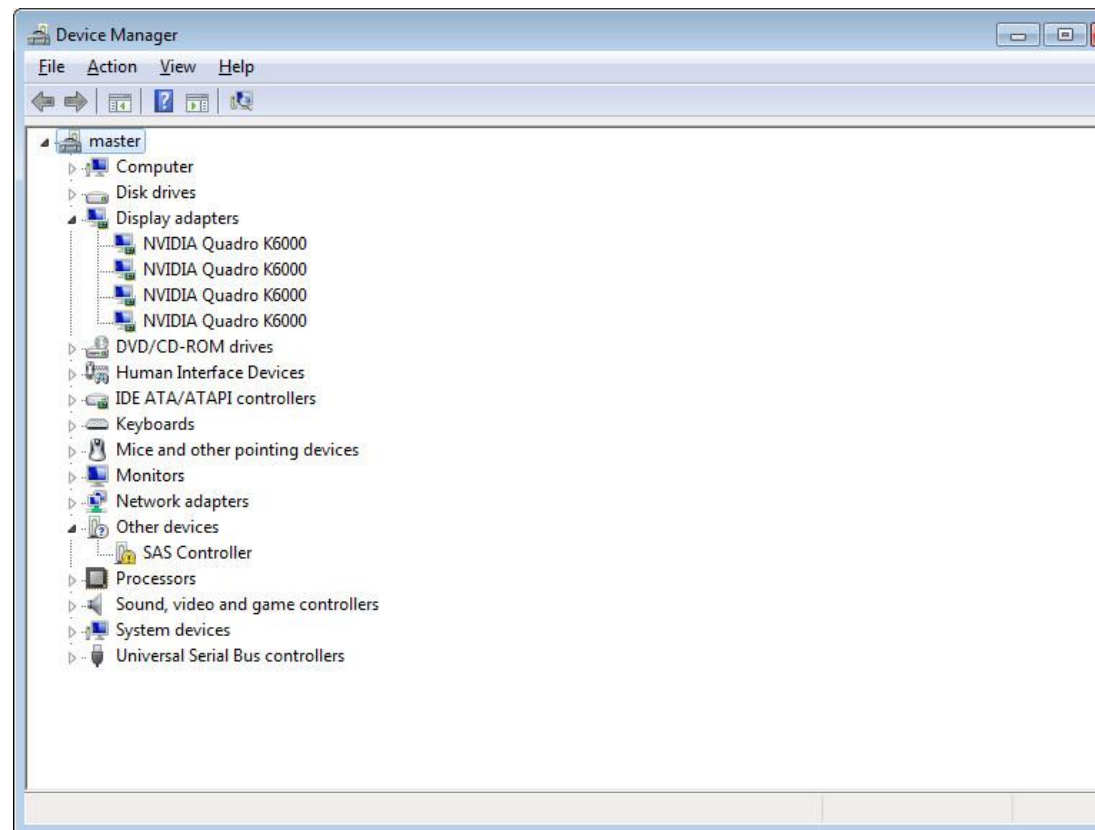 Device Manager
File Action View Help
master
Computer
Disk drives
Display adapters
NVIDIA Quadro K6000
NVIDIA Quadro K6000
NVIDIA Quadro K6000
NVIDIA Quadro K6000
DVD/CD-ROM drives
Human Interface Devices
IDE ATA/ATAPI controllers
Keyboards
Mice and other pointing devices
Monitors
Network adapters
Other devices
SAS Controller
Processors
Sound, video and game controllers
System devices
Universal Serial Bus controllers